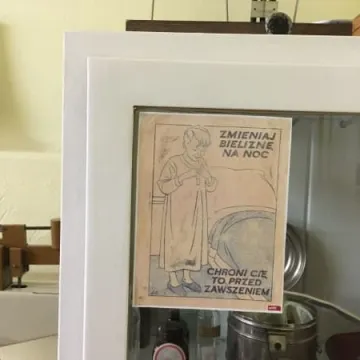 ZMIENIAJ
BIELIZNĘ
NA NOC
CHRONI CIĘ
TO PRZED
ZAWSZENIEM